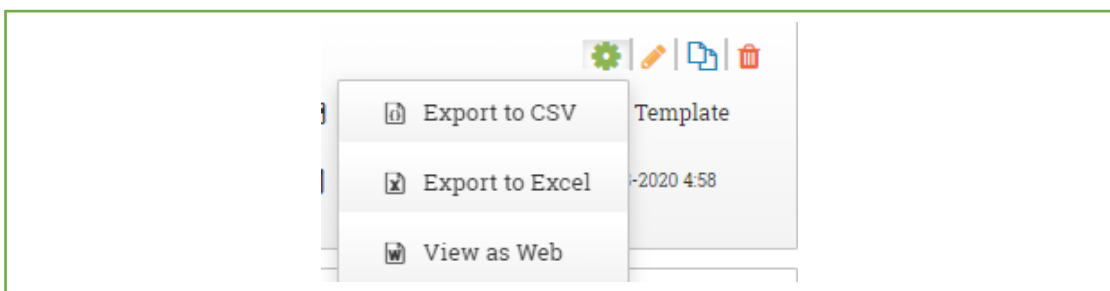 Export to CSV
Template
Export to Excel
-2020 4:58
View as Web